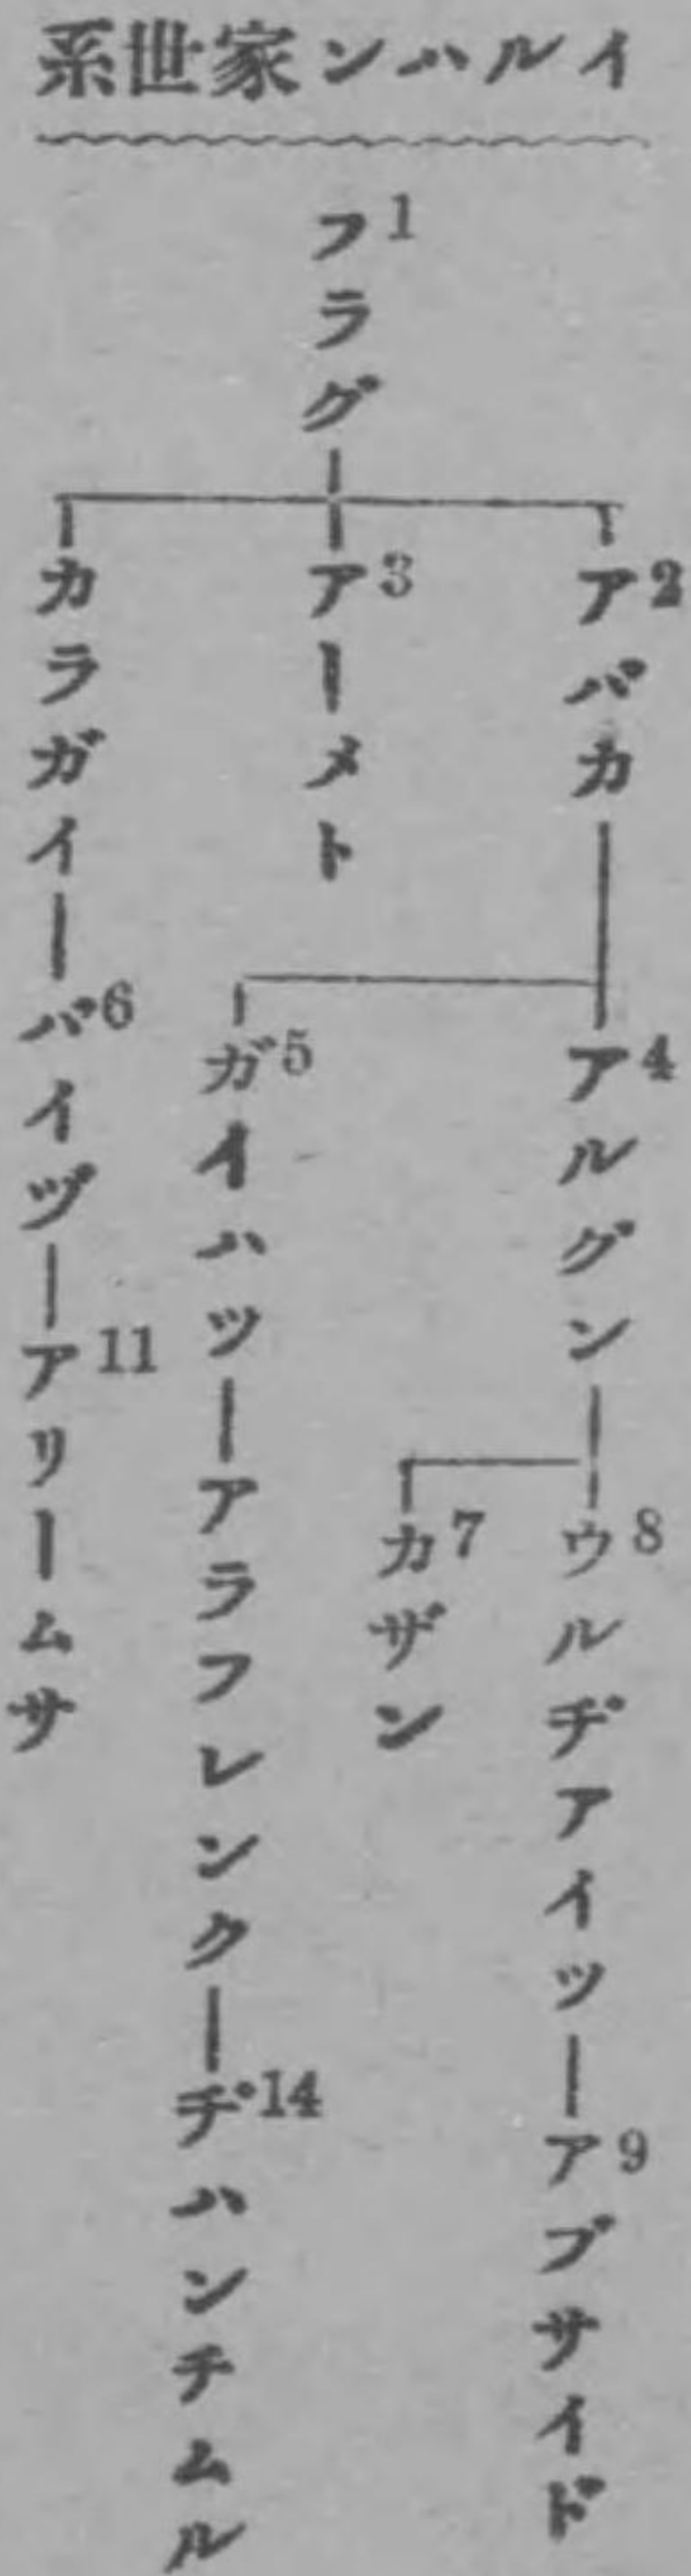 イルハン家世系
1フラグ
2アバカ
4アルグン
8ウルヂアイツ
9アブサイド
7カザン
5ガイハツ
アラフレンク
14ヂハンチムル
3アーメト
カラガイ
6バイヅ
11アリームサ